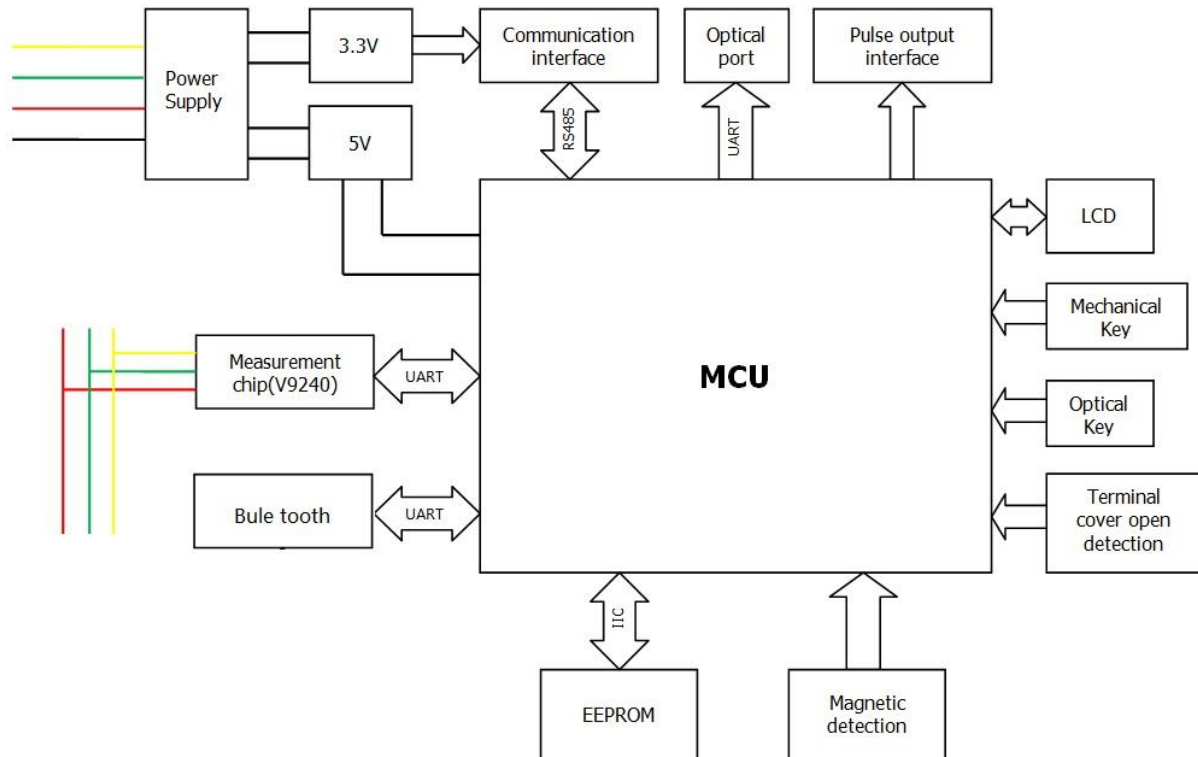 Power
Supply
3.3V
5V
Communication
interface
Optical
port
Pulse output
interface
RS485
UART
LCD
Mechanical
Key
Optical
Key
Terminal
cover open
detection
MCU
Measurement
chip(V9240)
UART
Bule tooth
UART
IIC
EEPROM
Magnetic
detection